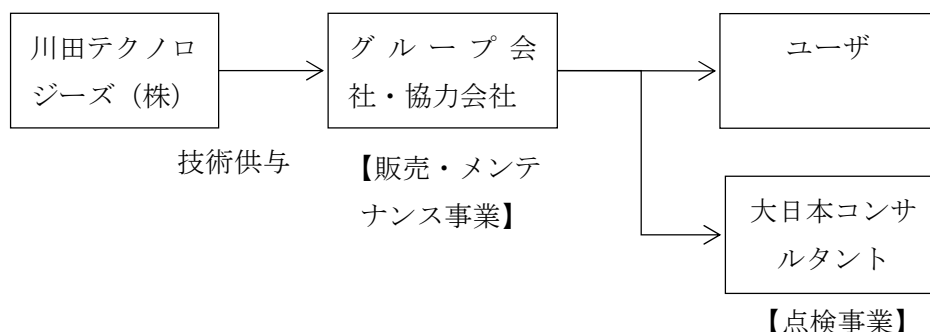 川田テクノロ
ジーズ（株）
グループ会
社・協力会社
ユーザ
技術供与
【販売・メンテ
ナンス事業】
大日本コンサ
ルタント
【点検事業】